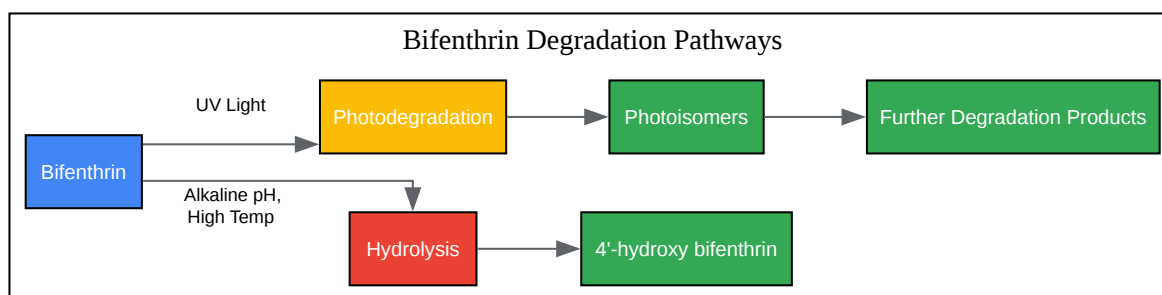 Bifenthrin Degradation Pathways
UV Light
Photodegradation
Photoisomers
Further Degradation Products
Bifenthrin
Alkaline pH,
High Temp
Hydrolysis
4'-hydroxy bifenthrin